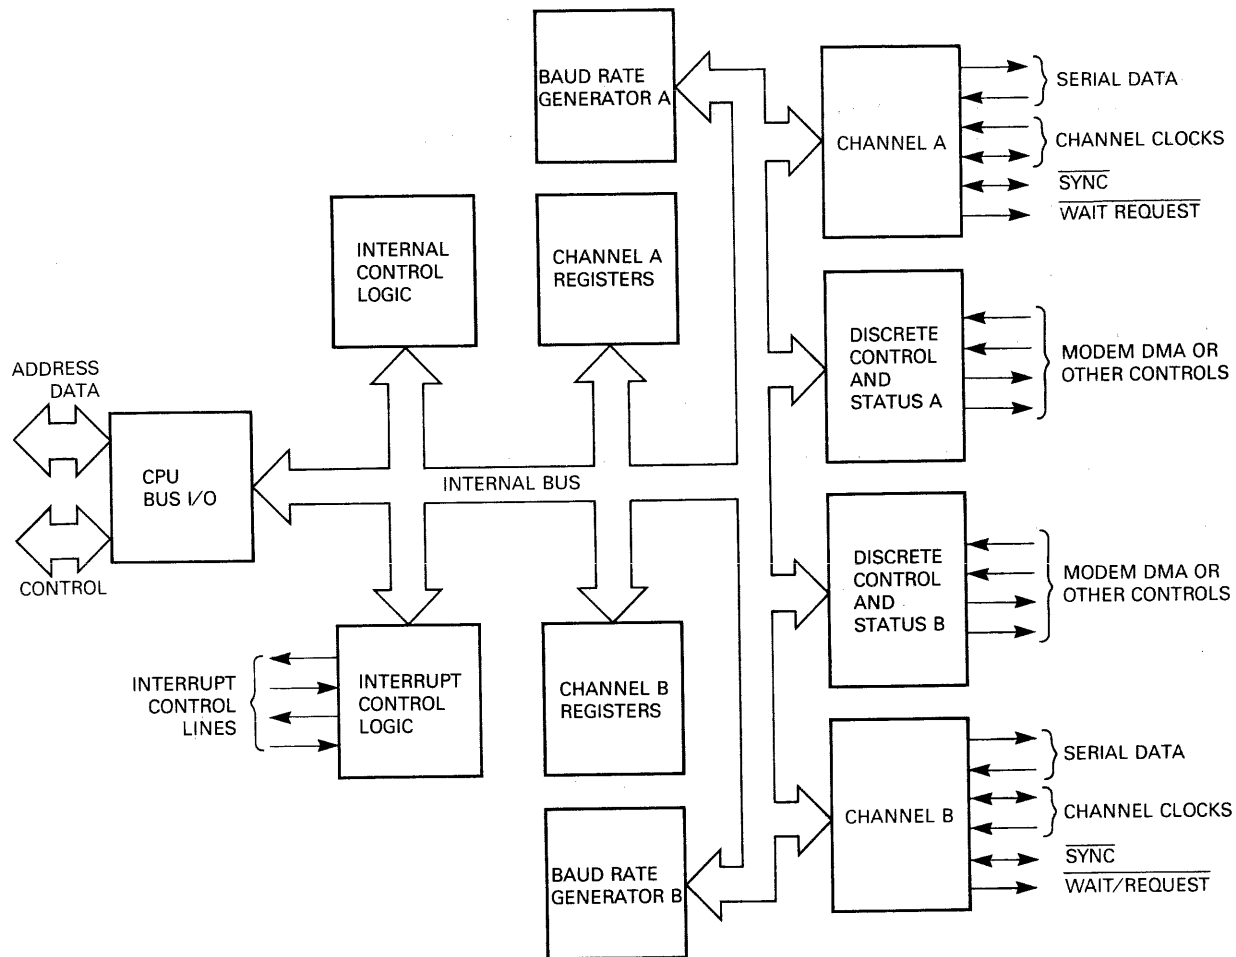 BAUD RATE
GENERATOR A
CHANNEL A
SERIAL DATA
CHANNEL CLOCKS
SYNC
WAIT REQUEST
INTERNAL
CONTROL
LOGIC
CHANNEL A
REGISTERS
DISCRETE
CONTROL
AND
STATUS A
MODEM DMA OR
OTHER CONTROLS
ADDRESS
DATA
CPU
BUS I/O
CONTROL
INTERNAL BUS
DISCRETE
CONTROL
AND
STATUS B
MODEM DMA OR
OTHER CONTROLS
INTERRUPT
CONTROL
LINES
INTERRUPT
CONTROL
LOGIC
CHANNEL B
REGISTERS
CHANNEL B
SERIAL DATA
CHANNEL CLOCKS
SYNC
WAIT/REQUEST
BAUD RATE
GENERATOR B